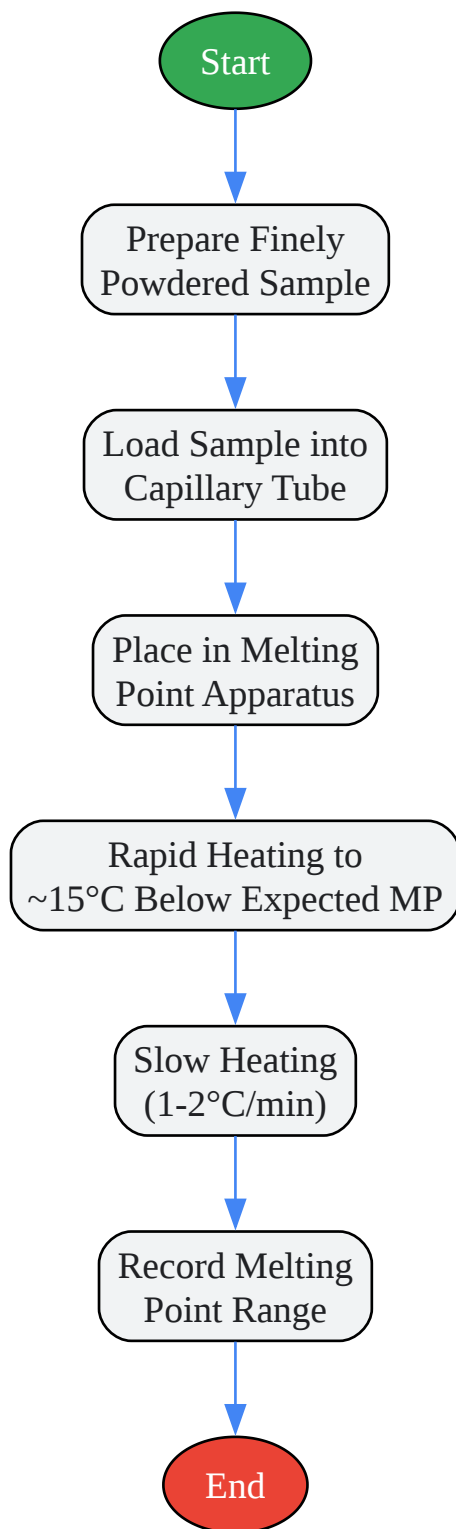 Start
Prepare Finely
Powdered Sample
Load Sample into
Capillary Tube
Place in Melting
Point Apparatus
Rapid Heating to
~15°C Below Expected MP
Slow Heating
(1-2°C/min)
Record Melting
Point Range
End